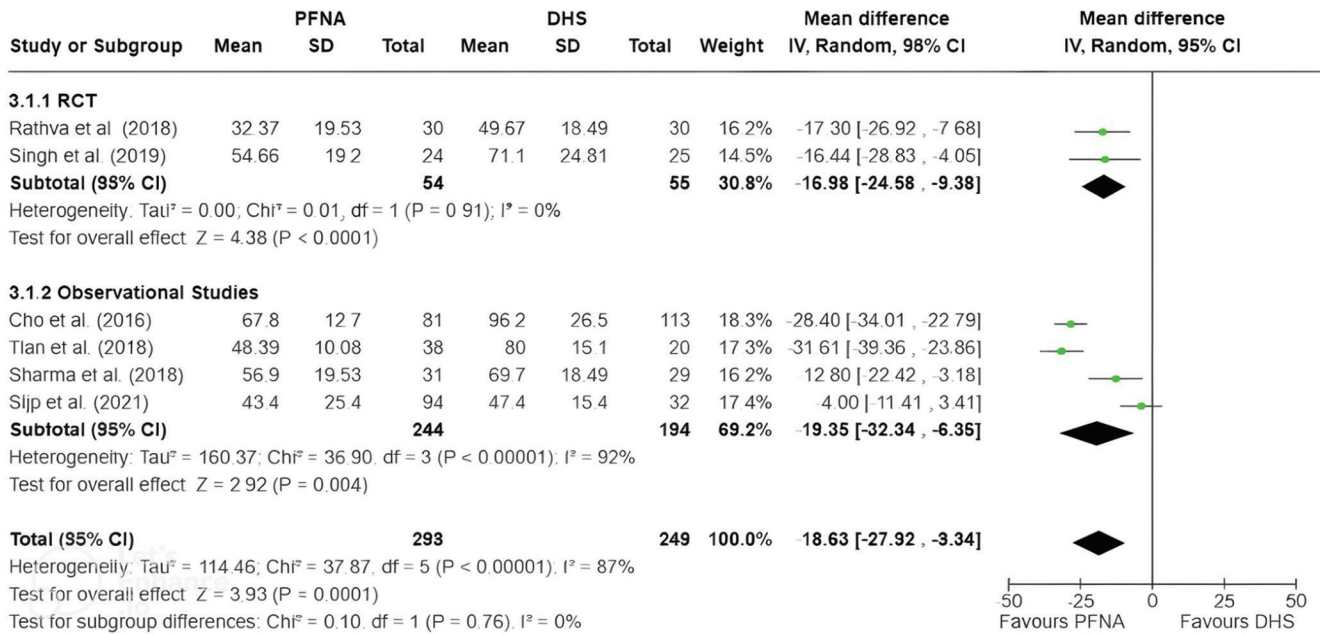 PFNA DHS Mean difference Mean difference
Study or Subgroup Mean SD Total Mean SD Total Weight IV, Random, 98% CI IV, Random, 95% CI
3.1.1 RCT
Rathva et al (2018) 32.37 19.53 30 49.67 18.49 30 16.2% -17 30 [-26.92 , -7 68]
Singh et al. (2019) 54.66 19.2 24 71.1 24.81 25 14.5% -16.44 [-28.83 , -4.05]
Subtotal (93% CI) 54 55 30.8% -16.98 [-24.58 , -9.38]
Heterogeneity. Tau² = 0.00; Chi² = 0.01, df = 1 (P = 0 91); I² = 0%
Test for overall effect Z = 4.38 (P < 0.0001)
3.1.2 Observational Studies
Cho et al. (2016) 67.8 12.7 81 96.2 26.5 113 18.3% -28.40 [-34.01 , -22 79]
Tlan et al. (2018) 48.39 10.08 38 80 15.1 20 17.3% -31 61 [-39.36 , -23.86]
Sharma et al. (2018) 56.9 19.53 31 69.7 18.49 29 16.2% 12 80 [-22.42 , -3.18]
Sijp et al. (2021) 43.4 25.4 94 47.4 15.4 32 17.4% 4.00 [-11.41 , 3.41]
Subtotal (95% CI) 244 194 69.2% -19.35 [-32.34 , -6.35]
Heterogeneity: Tau² = 160.37; Chi² = 36.90. df = 3 (P < 0.00001); I² = 92%
Test for overall effect Z = 2 92 (P = 0.004)
Total (95% CI) 293 249 100.0% -18.63 [-27.92 , -3.34]
Heterogeneily: Tau² = 114.46; Chi² = 37.87. df = 5 (P < 0.00001). I² = 87%
Test for overall effect Z = 3.93 (P = 0.0001)
Test for subgroup differences: Chi² = 0.10. df = 1 (P = 0.76). I² = 0%
-50 -25 0 25 50
Favours PFNA Favours DHS
Let's
Enhance
.io